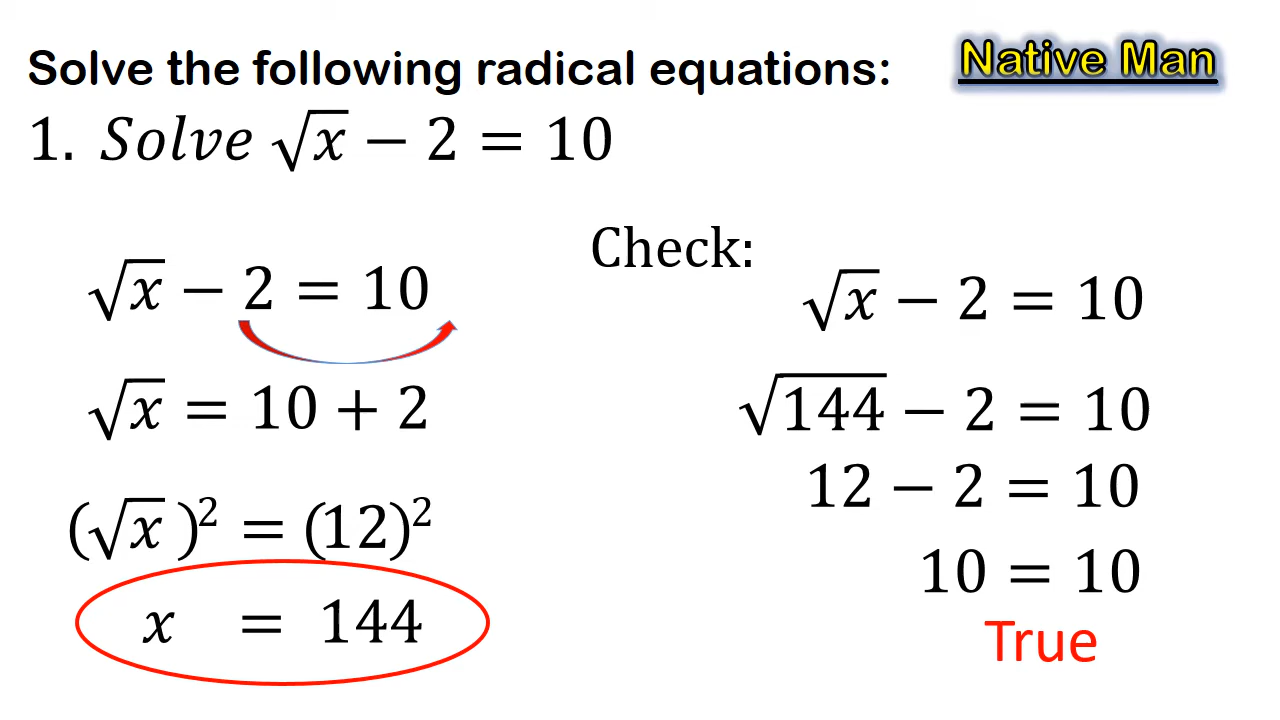 Solve the following radical equations:
Native Man
1. Solve √x − 2 = 10
√x − 2 = 10
√x = 10 + 2
(√x )² = (12)²
x = 144
Check:
√x − 2 = 10
√144 − 2 = 10
12 − 2 = 10
10 = 10
True